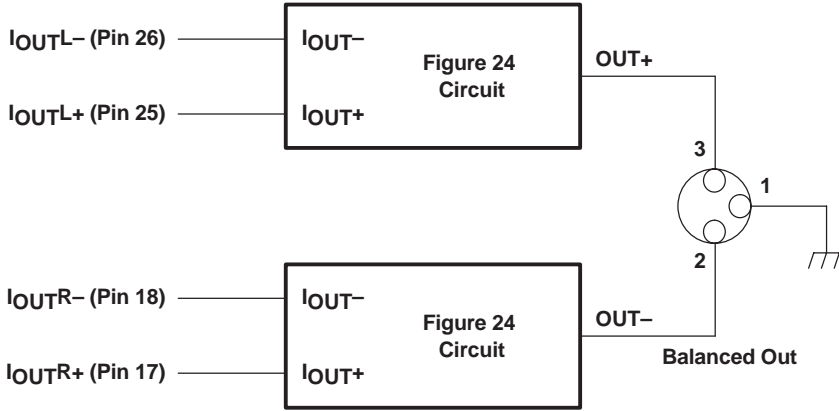 IOUTL– (Pin 26)
IOUT–
Figure 24
Circuit
OUT+
IOUTL+ (Pin 25)
IOUT+
3
1
2
IOUTR– (Pin 18)
IOUT–
Figure 24
Circuit
OUT–
Balanced Out
IOUTR+ (Pin 17)
IOUT+